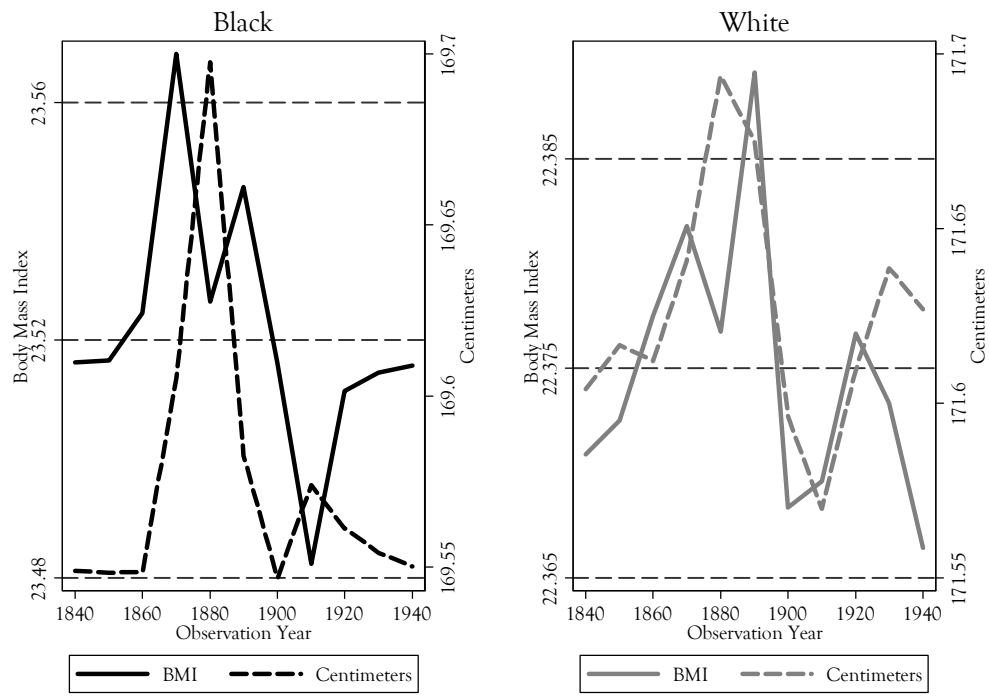 Black
Body Mass Index
23.56
23.52
23.48
169.7
169.65
169.6
169.55
Centimeters
1840 1860 1880 1900 1920 1940
Observation Year
BMI Centimeters
White
Body Mass Index
22.385
22.375
22.365
171.7
171.65
171.6
171.55
Centimeters
1840 1860 1880 1900 1920 1940
Observation Year
BMI Centimeters